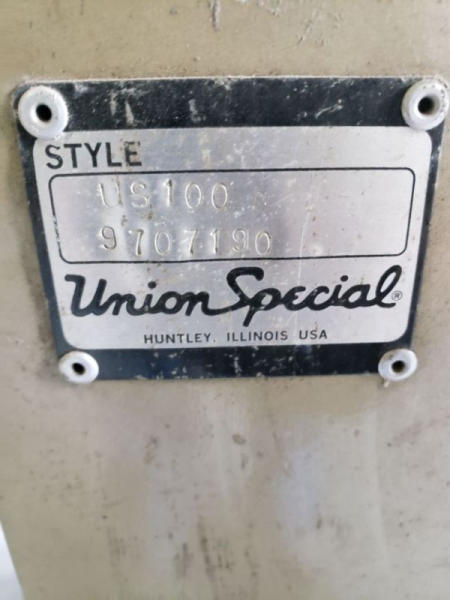 STYLE
US100
9707190
Union Special®
HUNTLEY, ILLINOIS USA